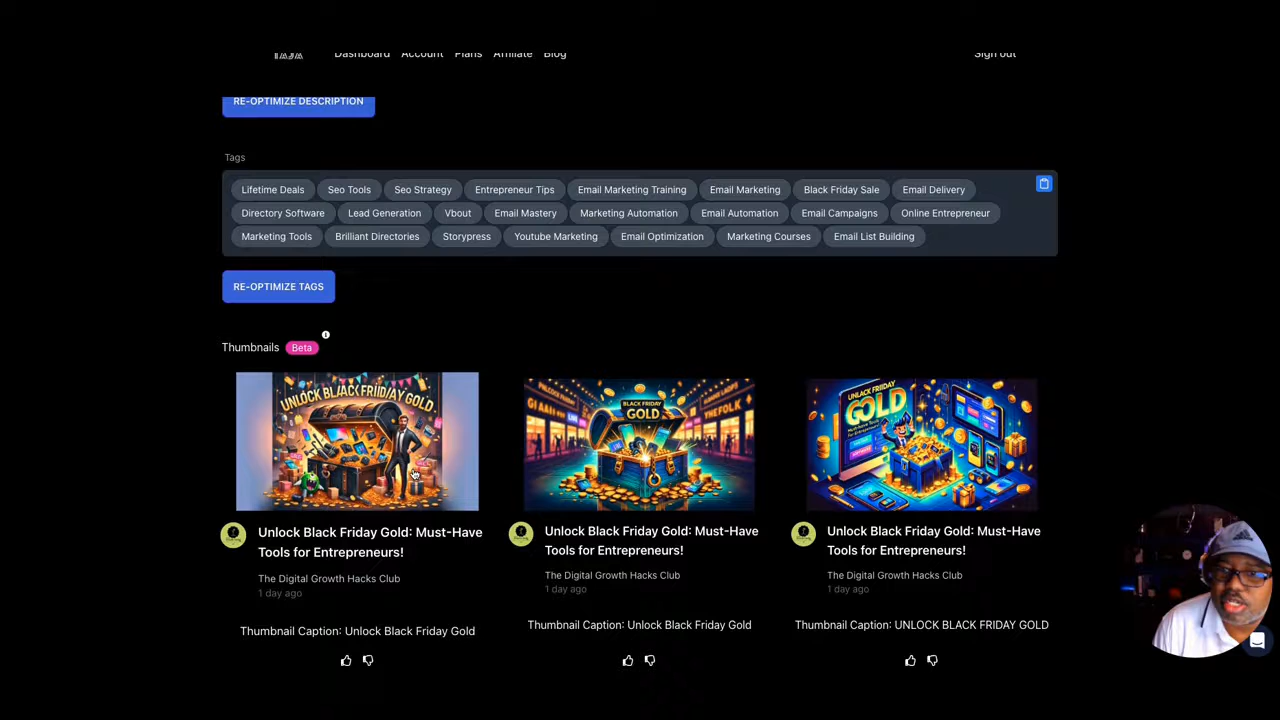 TAJA
Dashboard Account Plans Affiliate Blog Sign out
RE-OPTIMIZE DESCRIPTION
Tags
Lifetime Deals Seo Tools Seo Strategy Entrepreneur Tips Email Marketing Training Email Marketing Black Friday Sale Email Delivery
Directory Software Lead Generation Vbout Email Mastery Marketing Automation Email Automation Email Campaigns Online Entrepreneur
Marketing Tools Brilliant Directories Storypress Youtube Marketing Email Optimization Marketing Courses Email List Building
RE-OPTIMIZE TAGS
Thumbnails Beta
GOLD
BLACK FRIDAY
GOLD
Unlock Black Friday Gold: Must-Have
Tools for Entrepreneurs!
The Digital Growth Hacks Club
1 day ago
Thumbnail Caption: Unlock Black Friday Gold
Unlock Black Friday Gold: Must-Have
Tools for Entrepreneurs!
The Digital Growth Hacks Club
1 day ago
Thumbnail Caption: Unlock Black Friday Gold
Unlock Black Friday Gold: Must-Have
Tools for Entrepreneurs!
The Digital Growth Hacks Club
1 day ago
Thumbnail Caption: UNLOCK BLACK FRIDAY GOLD